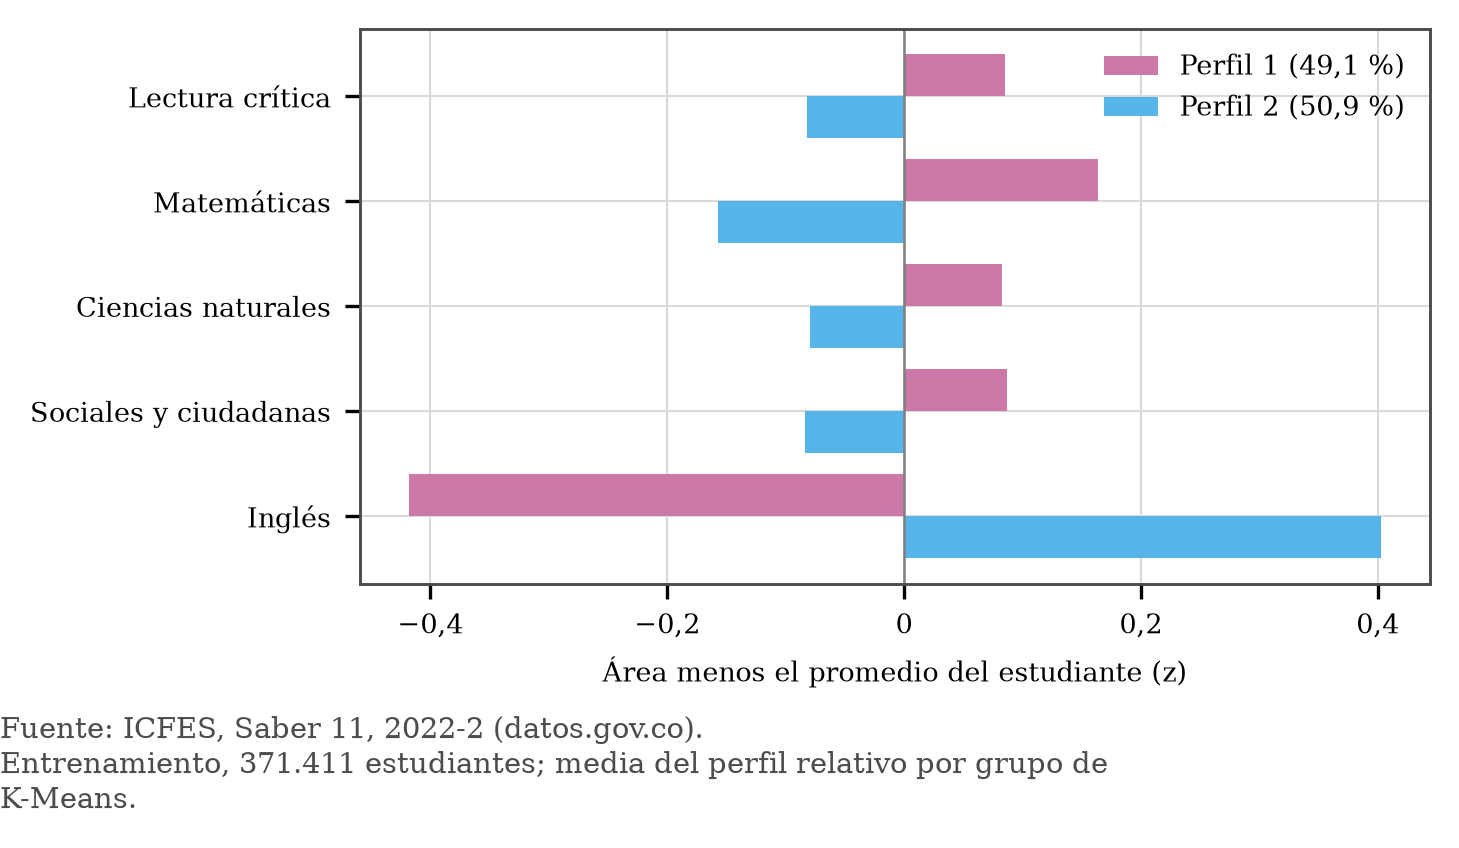 Perfil 1 (49,1 %)
Perfil 2 (50,9 %)
Lectura crítica
Matemáticas
Ciencias naturales
Sociales y ciudadanas
Inglés
−0,4
−0,2
0
0,2
0,4
Área menos el promedio del estudiante (z)
Fuente: ICFES, Saber 11, 2022-2 (datos.gov.co).
Entrenamiento, 371.411 estudiantes; media del perfil relativo por grupo de
K-Means.